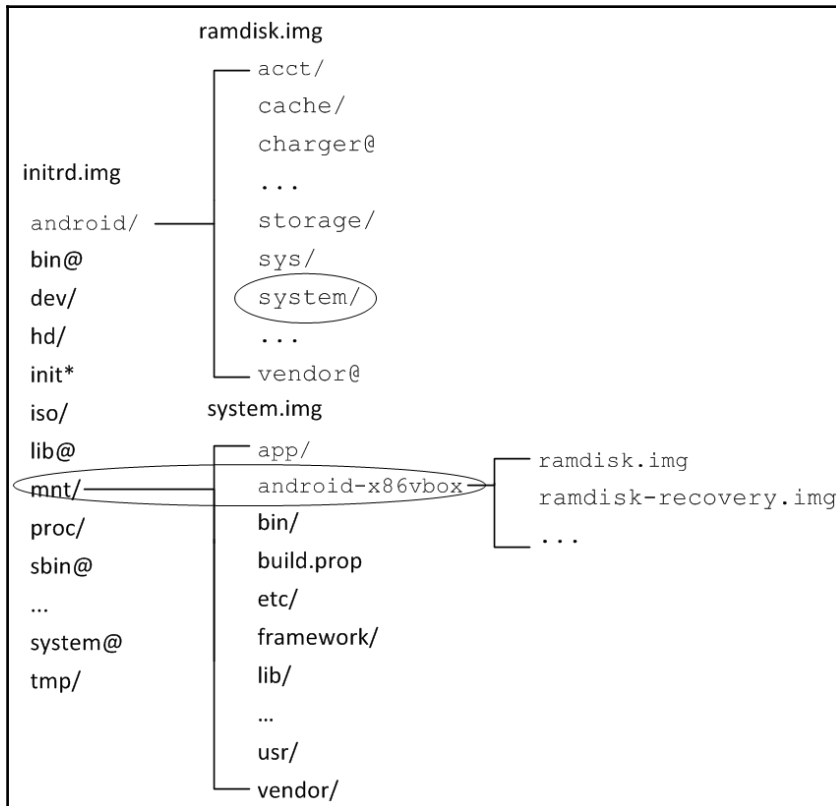 ramdisk.img
acct/
cache/
charger@
...
storage/
sys/
system/
...
vendor@
initrd.img
android/
bin@
dev/
hd/
init*
iso/
lib@
mnt/
proc/
sbin@
...
system@
tmp/
system.img
app/
android-x86vbox
bin/
build.prop
etc/
framework/
lib/
...
usr/
vendor/
ramdisk.img
ramdisk-recovery.img
...